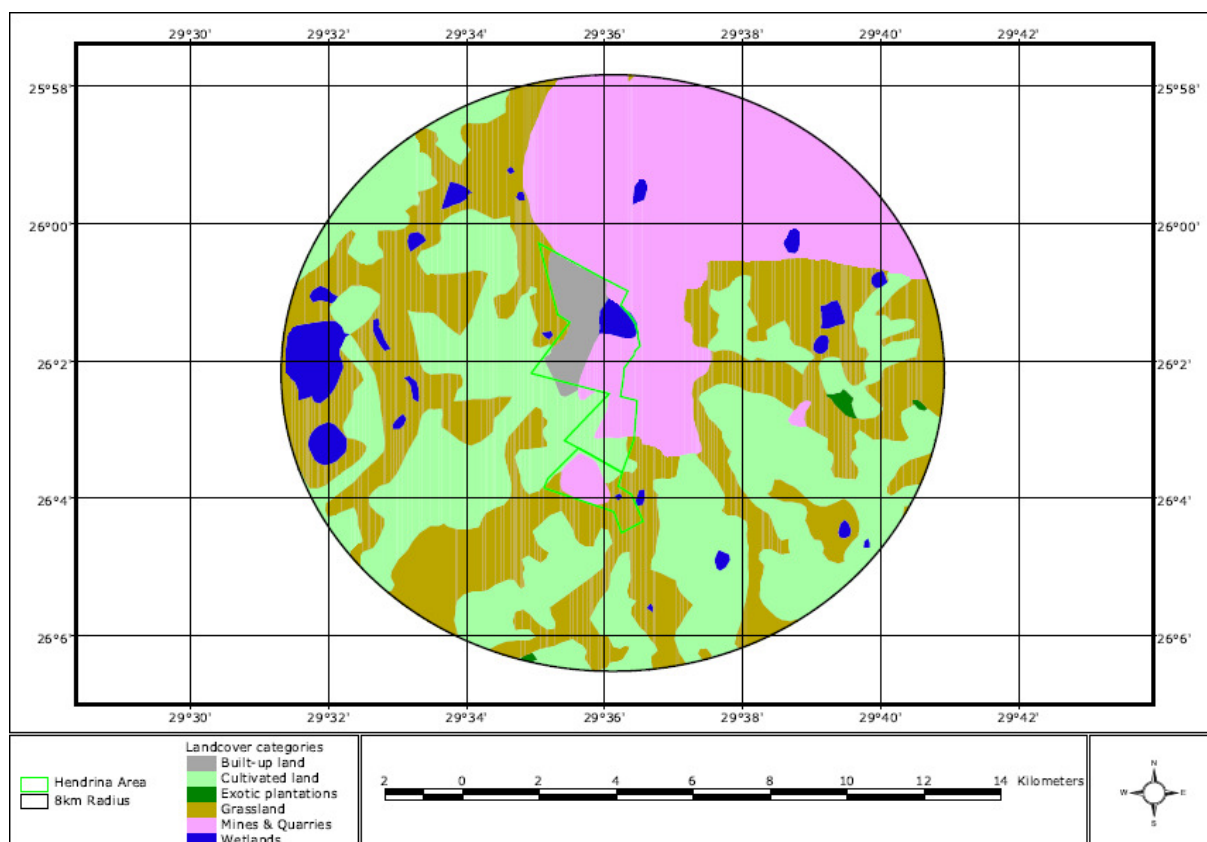 29°30' 29°32' 29°34' 29°36' 29°38' 29°40' 29°42'
25°58' 25°58'
26°00' 26°00'
26°2' 26°2'
26°4' 26°4'
26°6' 26°6'
29°30' 29°32' 29°34' 29°36' 29°38' 29°40' 29°42'
Hendrina Area
8km Radius
Landcover categories
Built-up land
Cultivated land
Exotic plantations
Grassland
Mines & Quarries
Wetlands
2 0 2 4 6 8 10 12 14 Kilometers
N
W E
S